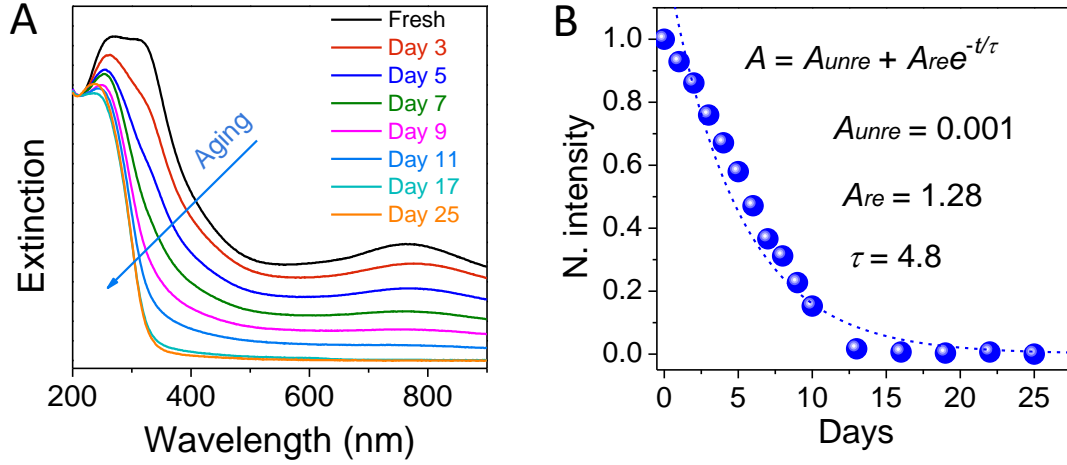 A
Extinction
Fresh
Day 3
Day 5
Day 7
Day 9
Day 11
Day 17
Day 25
Aging
200
400
600
800
Wavelength (nm)
B
N. intensity
1.0
0.8
0.6
0.4
0.2
0.0
A = Aunre + Aree-t/τ
Aunre = 0.001
Are = 1.28
τ = 4.8
0
5
10
15
20
25
Days